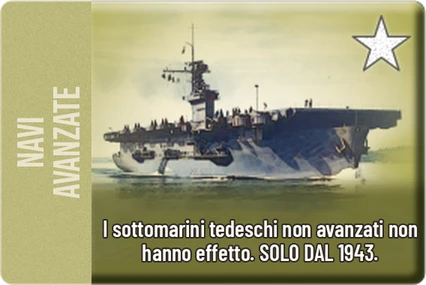 NAVI
AVANZATE
I sottomarini tedeschi non avanzati non
hanno effetto. SOLO DAL 1943.